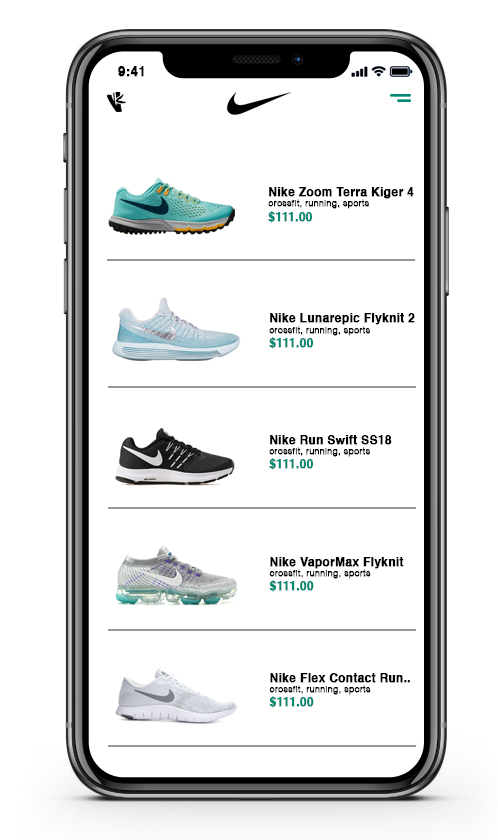 9:41
Nike Zoom Terra Kiger 4
crossfit, running, sports
$111.00
Nike Lunarepic Flyknit 2
crossfit, running, sports
$111.00
Nike Run Swift SS18
crossfit, running, sports
$111.00
Nike VaporMax Flyknit
crossfit, running, sports
$111.00
Nike Flex Contact Run..
crossfit, running, sports
$111.00